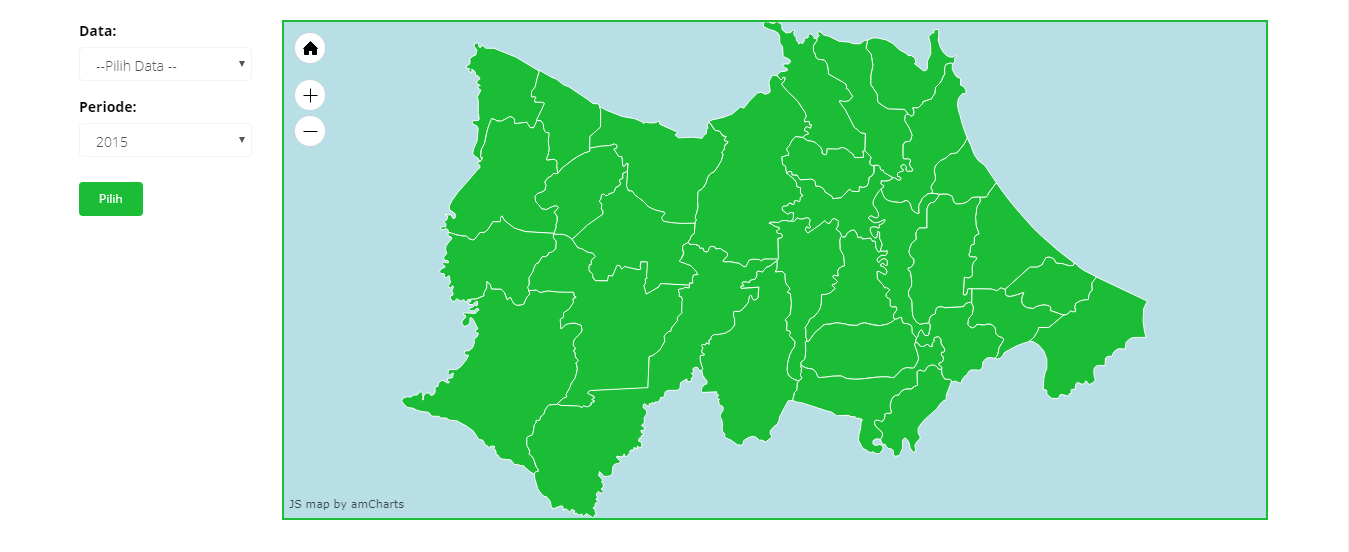 Data:
--Pilih Data --
Periode:
2015
Pilih
JS map by amCharts